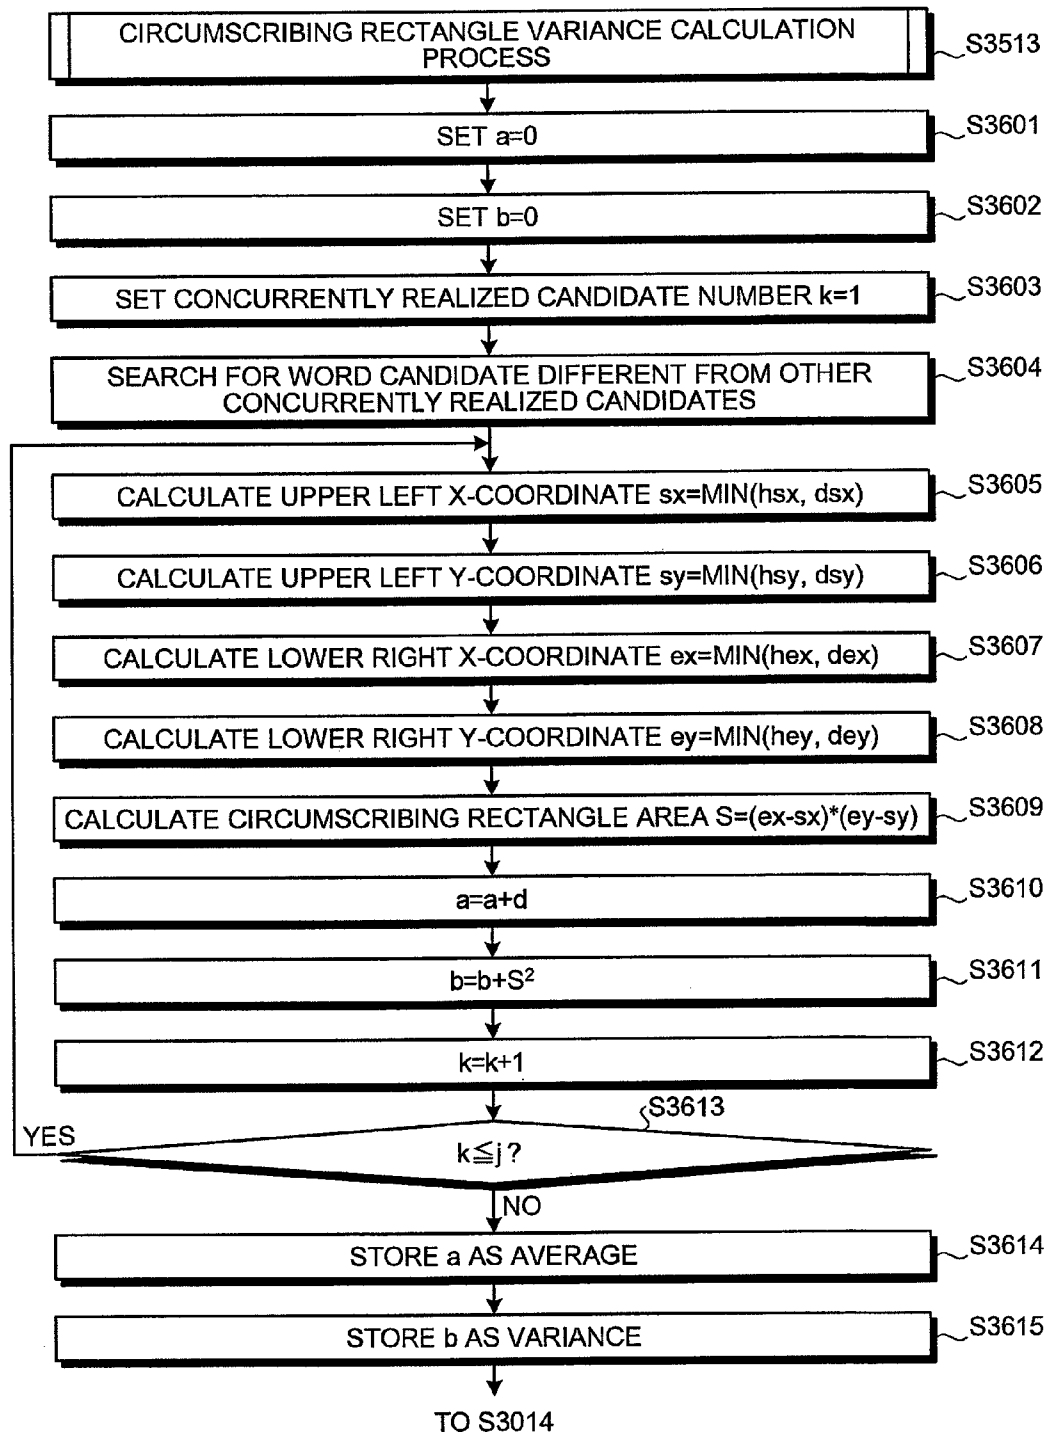 CIRCUMSCRIBING RECTANGLE VARIANCE CALCULATION
PROCESS
S3513
SET a=0
S3601
SET b=0
S3602
SET CONCURRENTLY REALIZED CANDIDATE NUMBER k=1
S3603
SEARCH FOR WORD CANDIDATE DIFFERENT FROM OTHER
CONCURRENTLY REALIZED CANDIDATES
S3604
CALCULATE UPPER LEFT X-COORDINATE sx=MIN(hsx, dsx)
S3605
CALCULATE UPPER LEFT Y-COORDINATE sy=MIN(hsy, dsy)
S3606
CALCULATE LOWER RIGHT X-COORDINATE ex=MIN(hex, dex)
S3607
CALCULATE LOWER RIGHT Y-COORDINATE ey=MIN(hey, dey)
S3608
CALCULATE CIRCUMSCRIBING RECTANGLE AREA S=(ex-sx)*(ey-sy)
S3609
a=a+d
S3610
b=b+S²
S3611
k=k+1
S3612
S3613
YES
k≦j?
NO
STORE a AS AVERAGE
S3614
STORE b AS VARIANCE
S3615
TO S3014